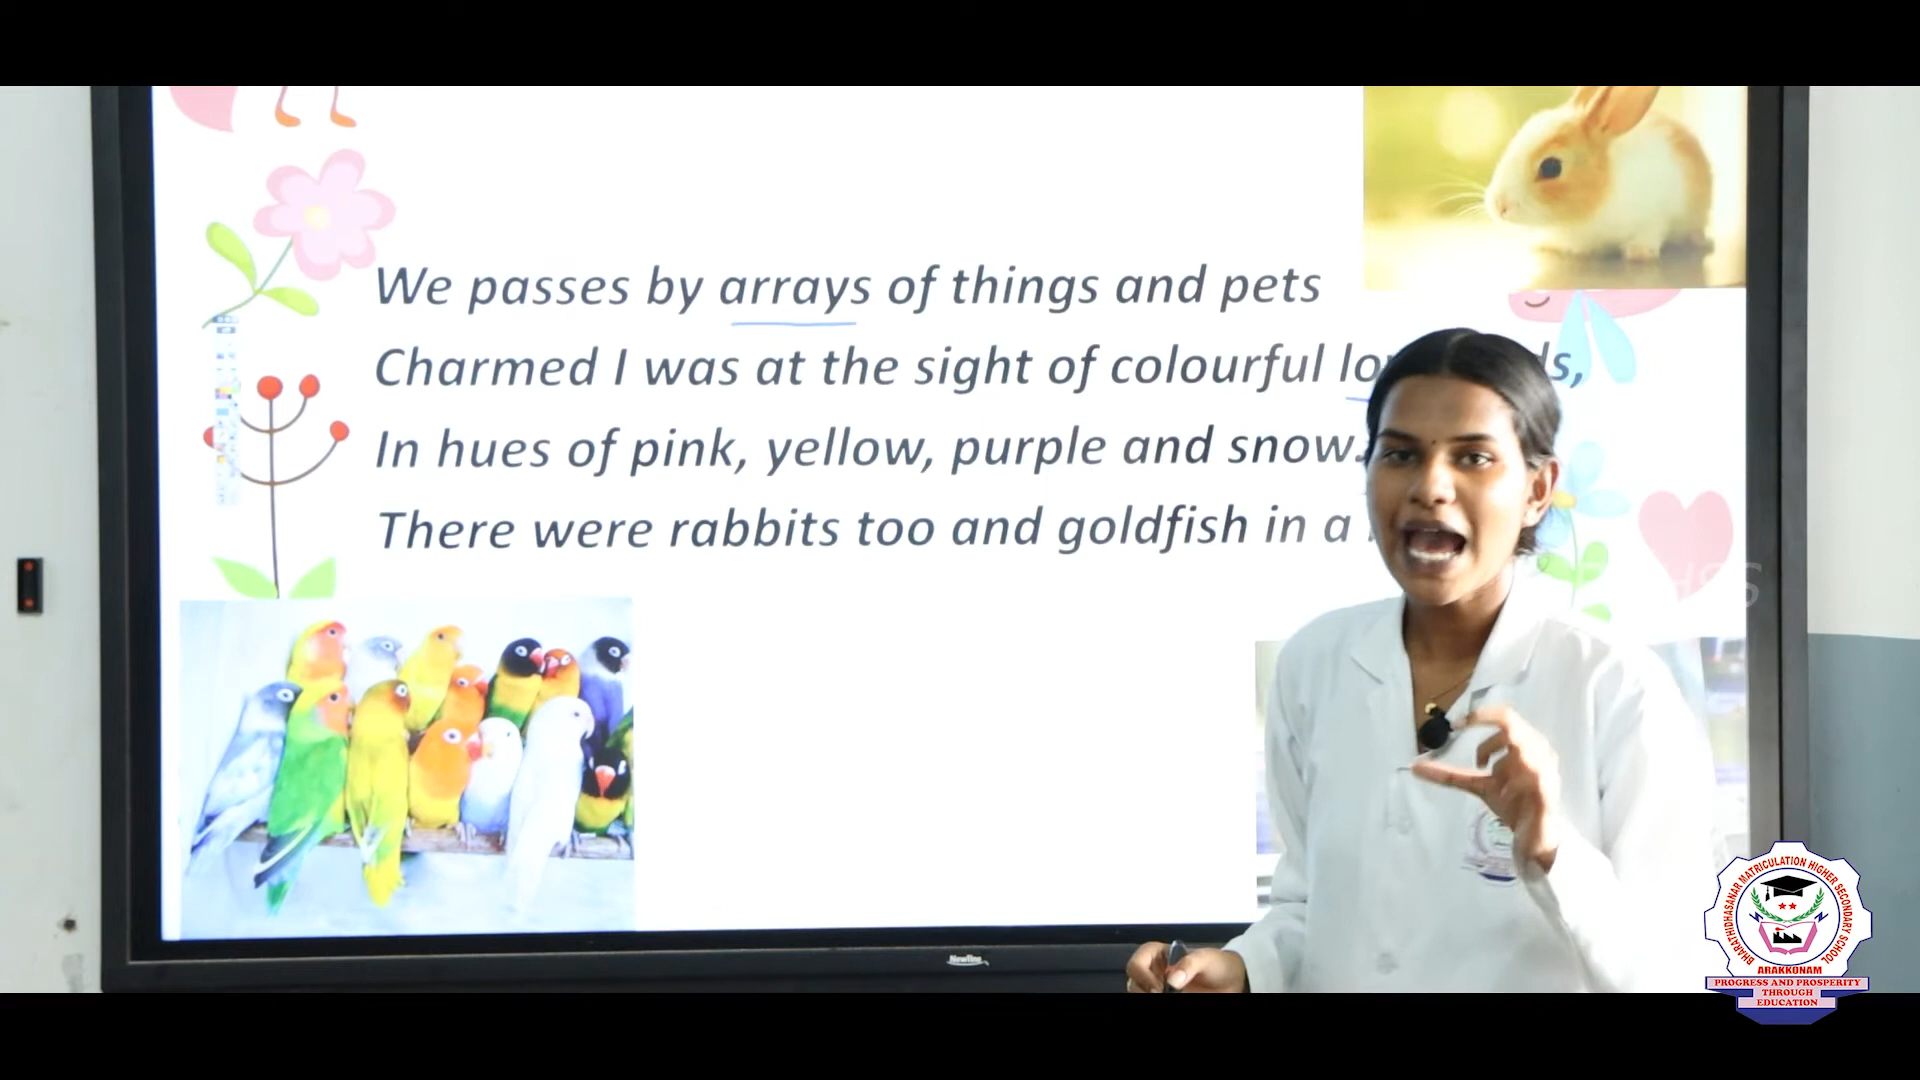 We passes by arrays of things and pets
Charmed I was at the sight of colourful
In hues of pink, yellow, purple and snow.
There were rabbits too and goldfish in a
NewLine
BHARATHIDHASANAR MATRICULATION HIGHER SECONDARY SCHOOL
ARAKKONAM
PROGRESS AND PROSPERITY
THROUGH
EDUCATION